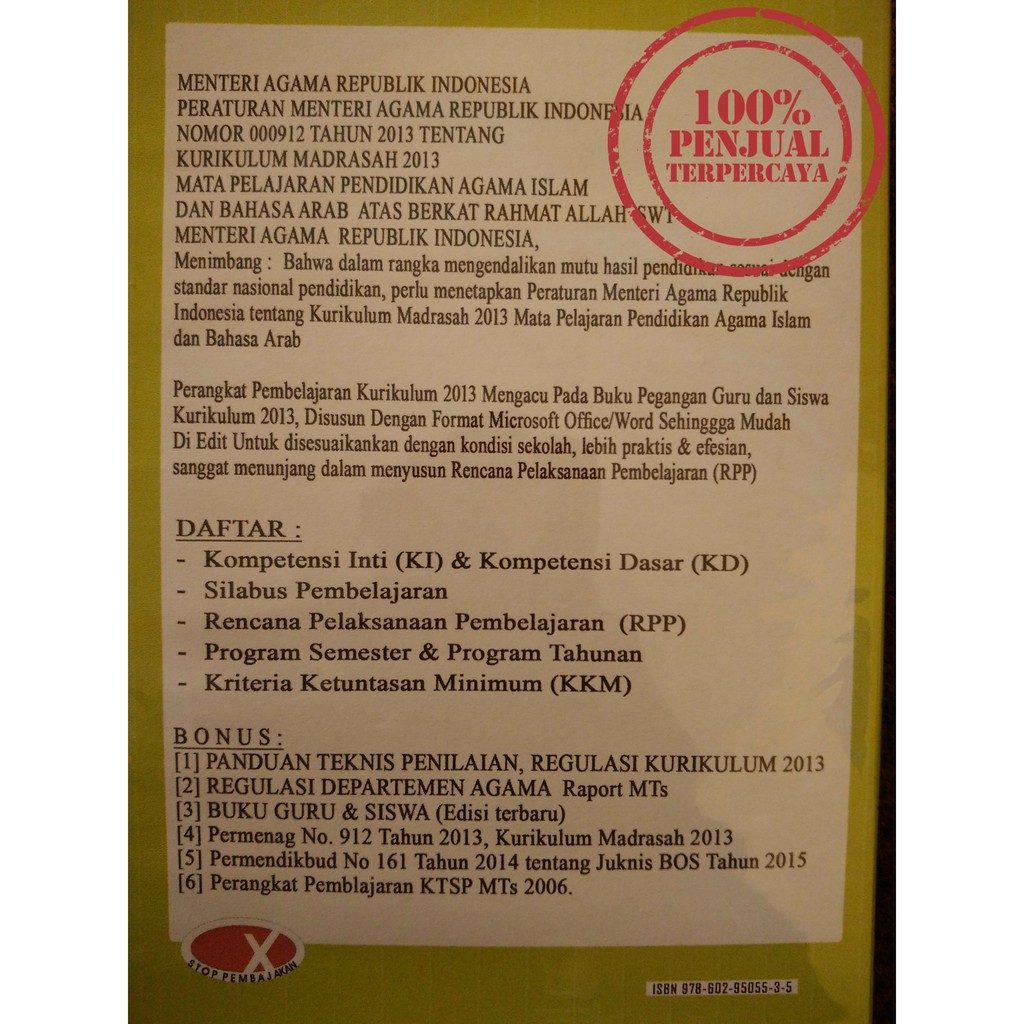 MENTERI AGAMA REPUBLIK INDONESIA
PERATURAN MENTERI AGAMA REPUBLIK INDONESIA
NOMOR 000912 TAHUN 2013 TENTANG
KURIKULUM MADRASAH 2013
MATA PELAJARAN PENDIDIKAN AGAMA ISLAM
DAN BAHASA ARAB ATAS BERKAT RAHMAT ALLAH SWT
MENTERI AGAMA REPUBLIK INDONESIA,
Menimbang : Bahwa dalam rangka mengendalikan mutu hasil pendidikan sesuai dengan
standar nasional pendidikan, perlu menetapkan Peraturan Menteri Agama Republik
Indonesia tentang Kurikulum Madrasah 2013 Mata Pelajaran Pendidikan Agama Islam
dan Bahasa Arab
100%
PENJUAL
TERPERCAYA
Perangkat Pembelajaran Kurikulum 2013 Mengacu Pada Buku Pegangan Guru dan Siswa
Kurikulum 2013, Disusun Dengan Format Microsoft Office/Word Sehinggga Mudah
Di Edit Untuk disesuaikankan dengan kondisi sekolah, lebih praktis & efesian,
sanggat menunjang dalam menyusun Rencana Pelaksanaan Pembelajaran (RPP)
DAFTAR :
- Kompetensi Inti (KI) & Kompetensi Dasar (KD)
- Silabus Pembelajaran
- Rencana Pelaksanaan Pembelajaran (RPP)
- Program Semester & Program Tahunan
- Kriteria Ketuntasan Minimum (KKM)
BONUS:
[1] PANDUAN TEKNIS PENILAIAN, REGULASI KURIKULUM 2013
[2] REGULASI DEPARTEMEN AGAMA Raport MTs
[3] BUKU GURU & SISWA (Edisi terbaru)
[4] Permenag No. 912 Tahun 2013, Kurikulum Madrasah 2013
[5] Permendikbud No 161 Tahun 2014 tentang Juknis BOS Tahun 2015
[6] Perangkat Pemblajaran KTSP MTs 2006.
X
STOP PEMBAJAKAN
ISBN 978-602-95055-3-5